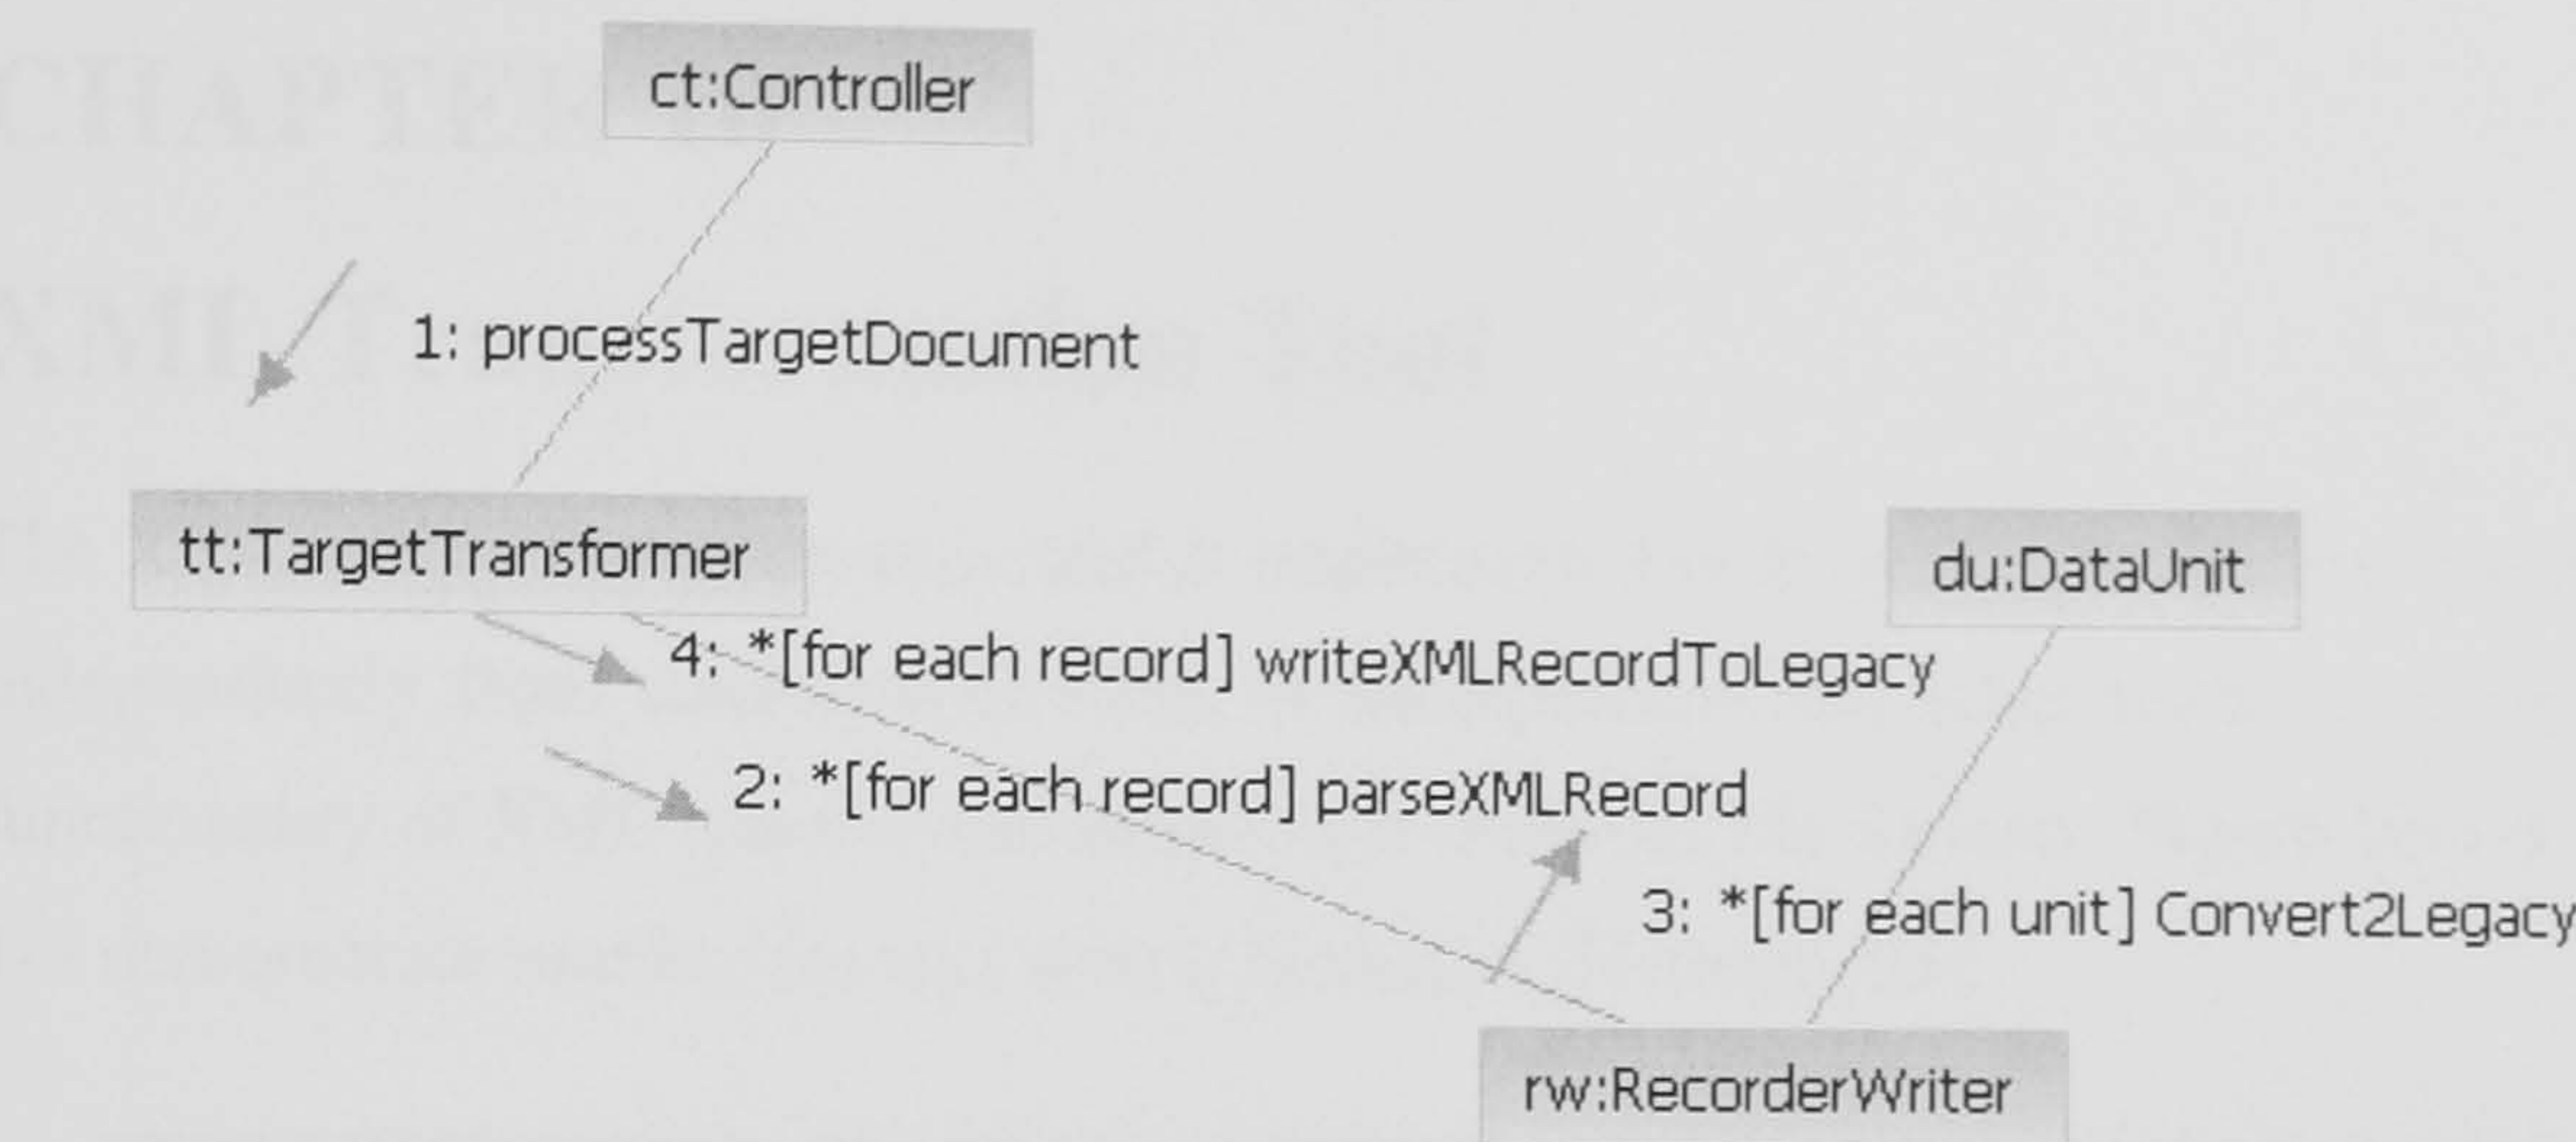 ct:Controller
1: processTargetDocument
tt:TargetTransformer
du:DataUnit
4: *[for each record] writeXMLRecordToLegacy
2: *[for each record] parseXMLRecord
3: *[for each unit] Convert2Legacy
rw:RecorderWriter